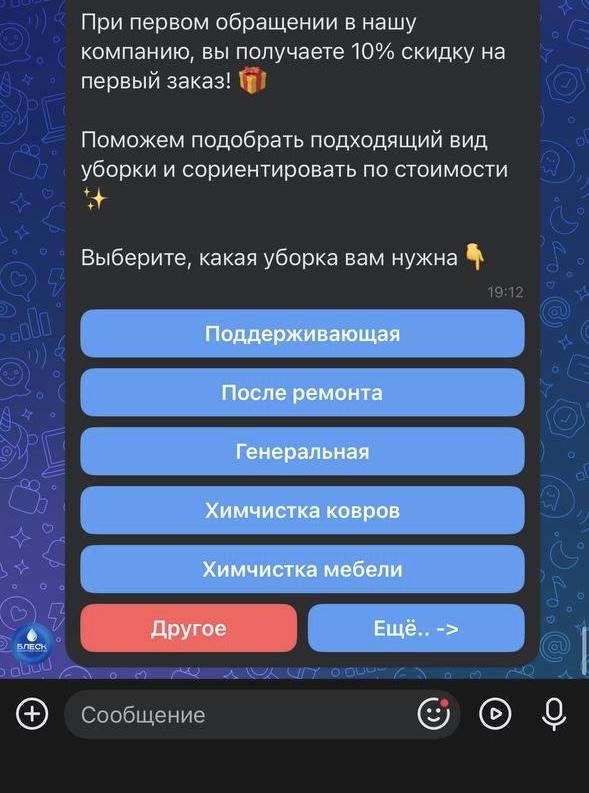 При первом обращении в нашу
компанию, вы получаете 10% скидку на
первый заказ! 🎁
Поможем подобрать подходящий вид
уборки и сориентировать по стоимости
✨
Выберите, какая уборка вам нужна 👇
19:12
Поддерживающая
После ремонта
Генеральная
Химчистка ковров
Химчистка мебели
Другое
Ещё.. ->
БЛЕСК
Сообщение